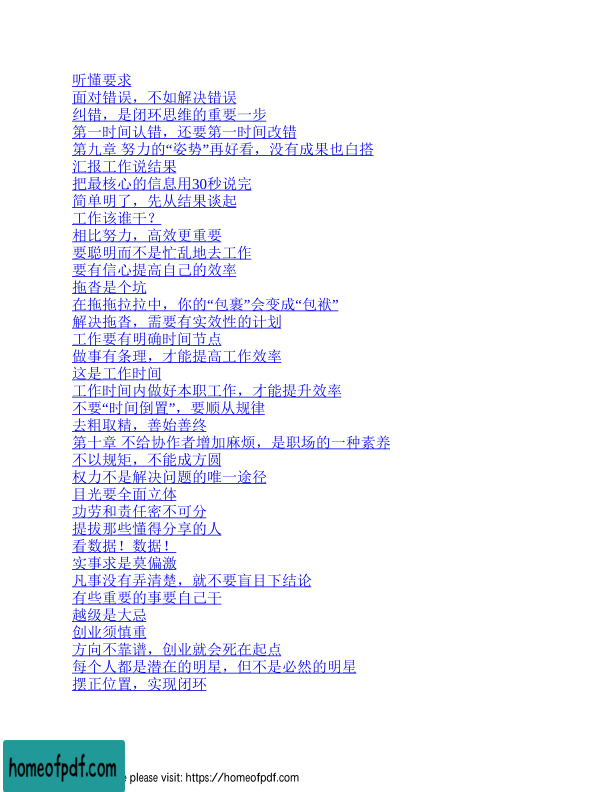 听懂要求
面对错误，不如解决错误
纠错，是闭环思维的重要一步
第一时间认错，还要第一时间改错
第九章 努力的“姿势”再好看，没有成果也白搭
汇报工作说结果
把最核心的信息用30秒说完
简单明了，先从结果谈起
工作该谁干？
相比努力，高效更重要
要聪明而不是忙乱地去工作
要有信心提高自己的效率
拖沓是个坑
在拖拖拉拉中，你的“包裹”会变成“包袱”
解决拖沓，需要有实效性的计划
工作要有明确时间节点
做事有条理，才能提高工作效率
这是工作时间
工作时间内做好本职工作，才能提升效率
不要“时间倒置”，要顺从规律
去粗取精，善始善终
第十章 不给协作者增加麻烦，是职场的一种素养
不以规矩，不能成方圆
权力不是解决问题的唯一途径
目光要全面立体
功劳和责任密不可分
提拔那些懂得分享的人
看数据！数据！
实事求是莫偏激
凡事没有弄清楚，就不要盲目下结论
有些重要的事要自己干
越级是大忌
创业须慎重
方向不靠谱，创业就会死在起点
每个人都是潜在的明星，但不是必然的明星
摆正位置，实现闭环
homeofpdf.com
please visit: https://homeofpdf.com